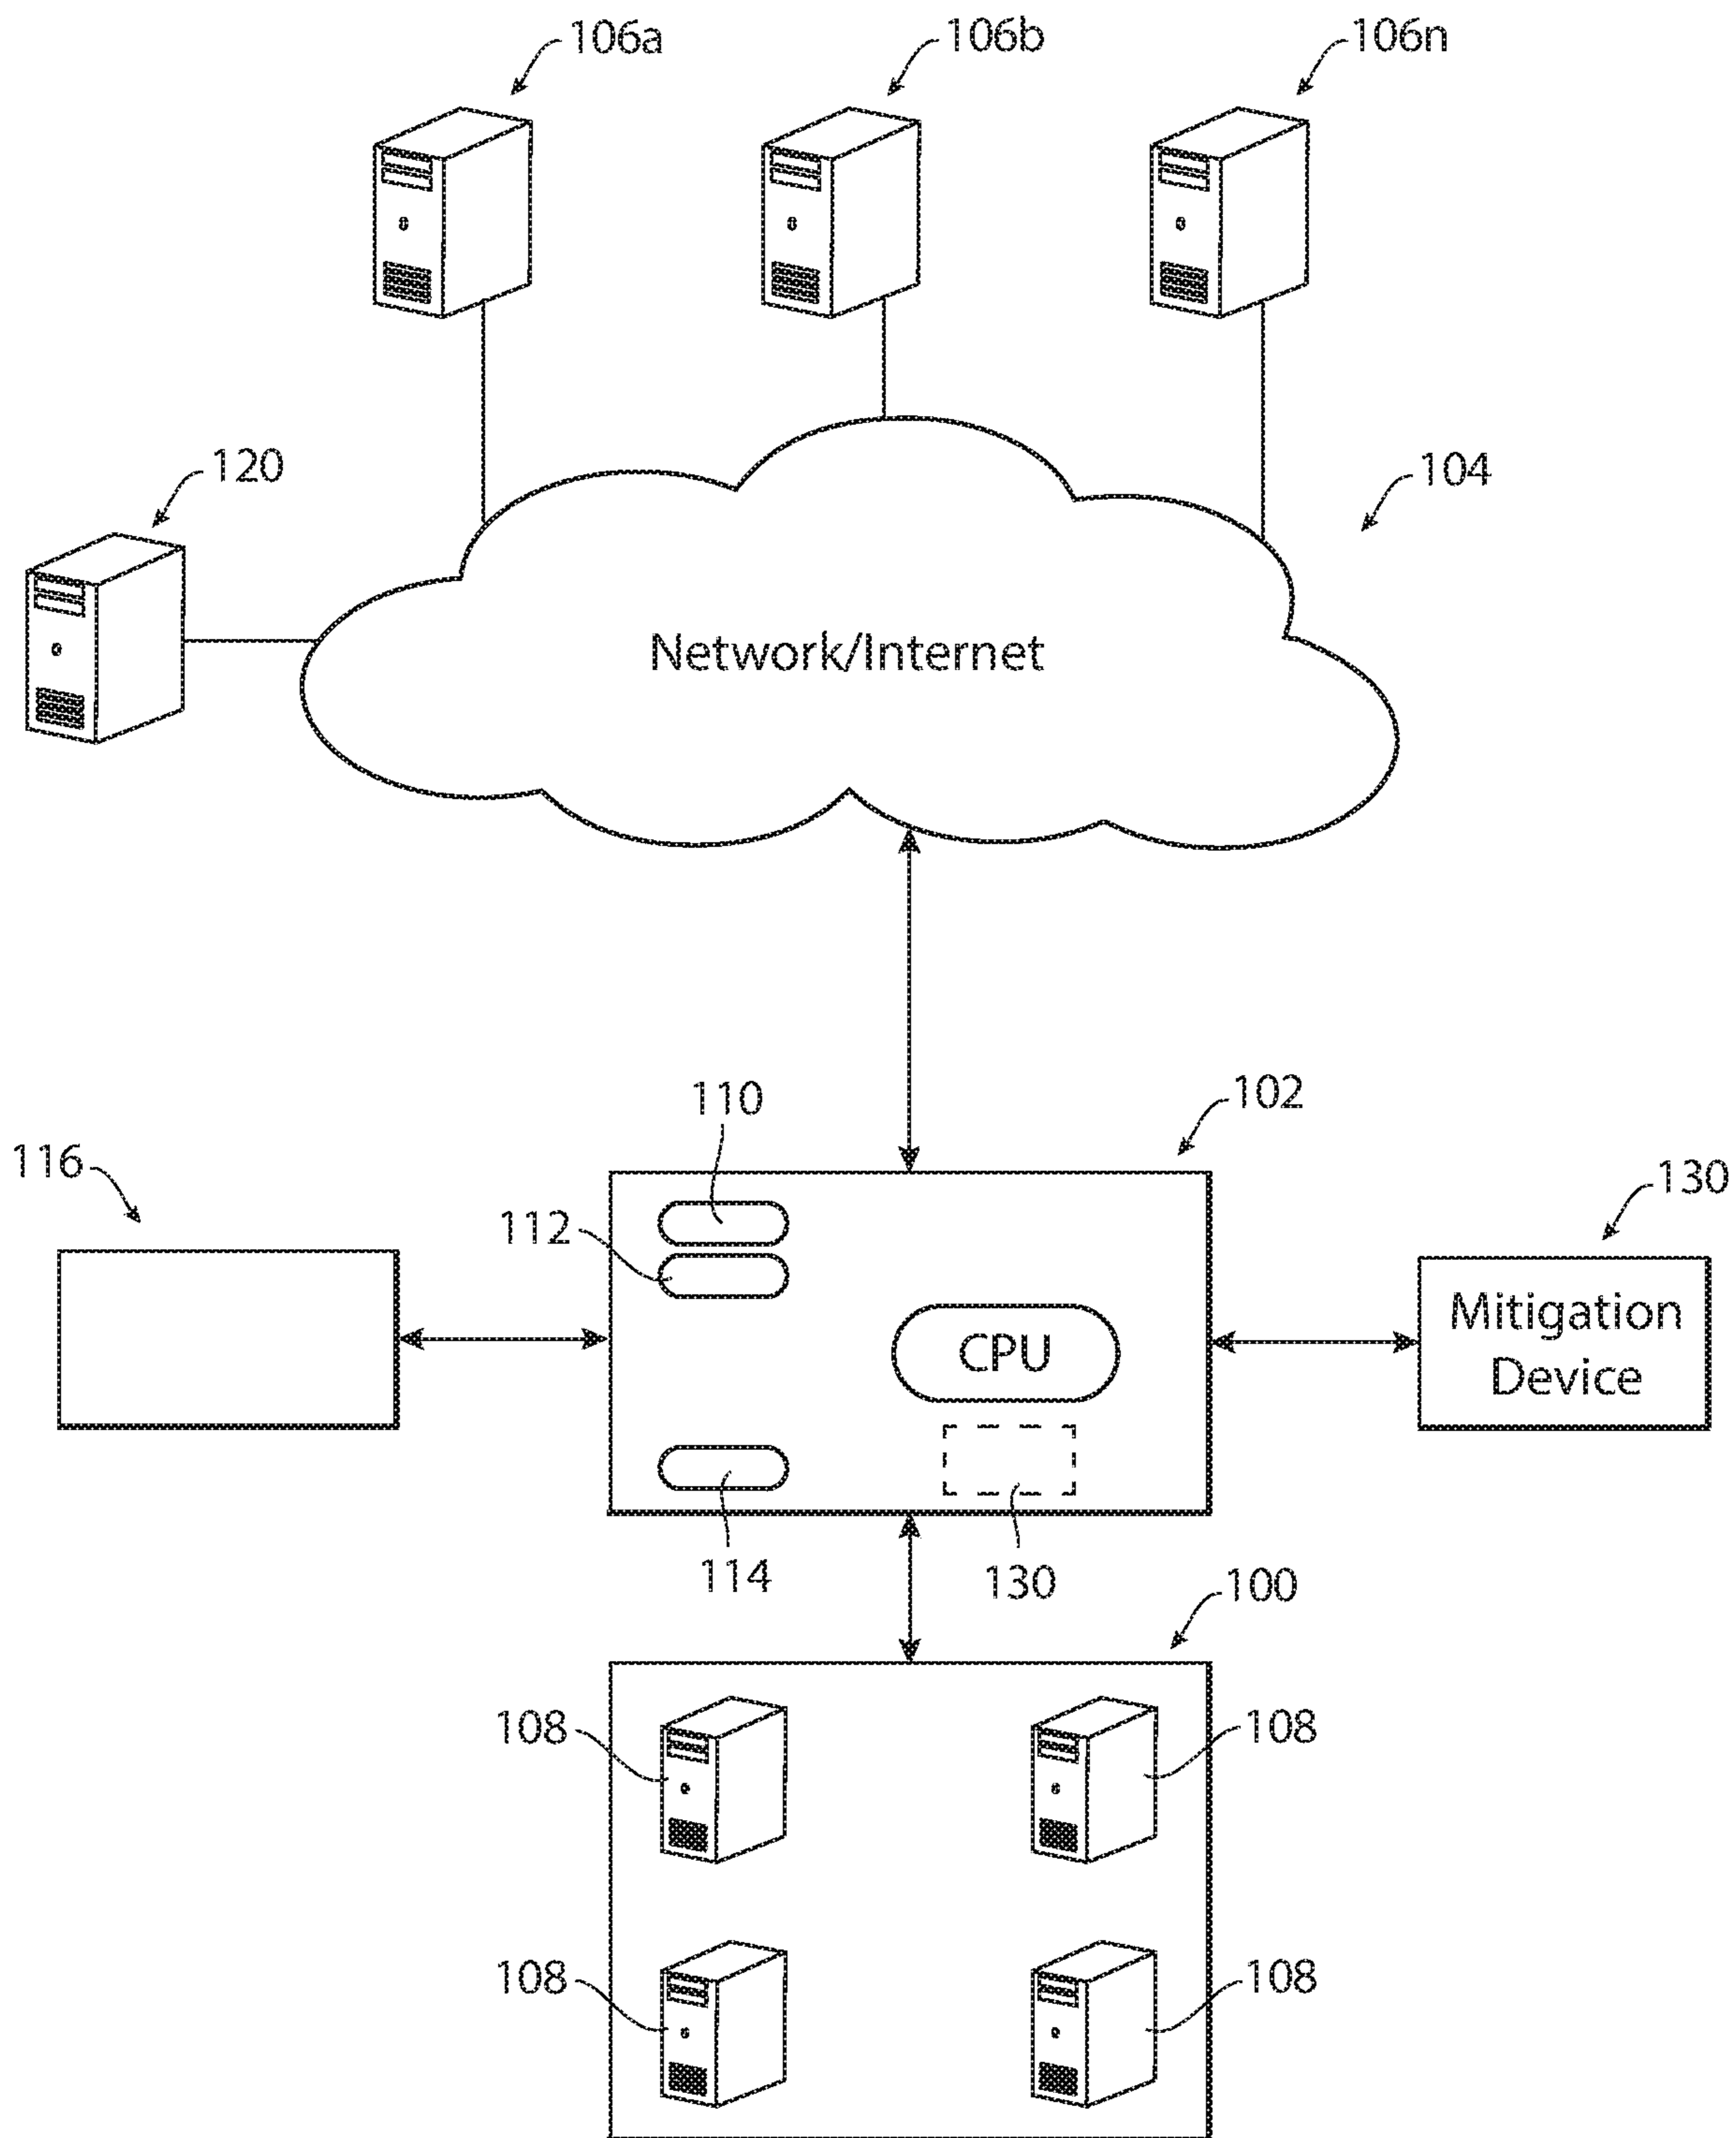 106a
106b
106n
120
104
Network/Internet
110
102
116
130
112
Mitigation
Device
CPU
114
130
100
108
108
108
108